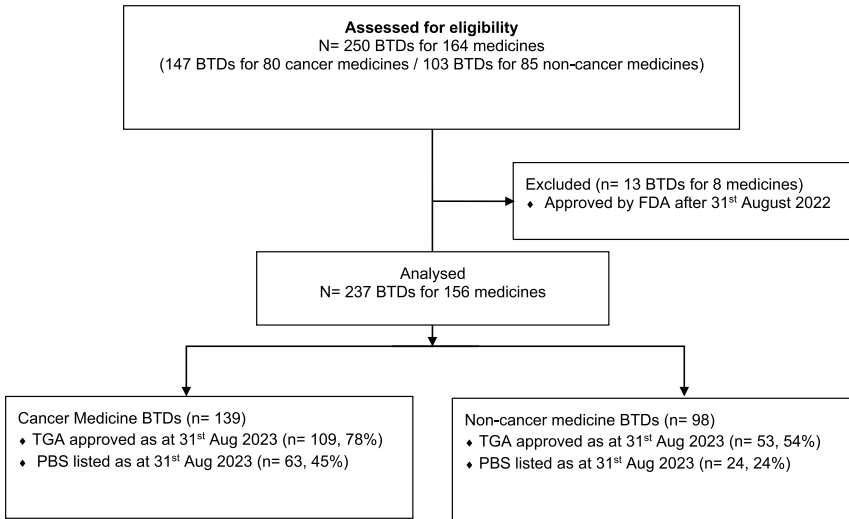 Assessed for eligibility
N= 250 BTDs for 164 medicines
(147 BTDs for 80 cancer medicines / 103 BTDs for 85 non-cancer medicines)
Excluded (n= 13 BTDs for 8 medicines)
♦ Approved by FDA after 31st August 2022
Analysed
N= 237 BTDs for 156 medicines
Cancer Medicine BTDs (n= 139)
♦ TGA approved as at 31st Aug 2023 (n= 109, 78%)
♦ PBS listed as at 31st Aug 2023 (n= 63, 45%)
Non-cancer medicine BTDs (n= 98)
♦ TGA approved as at 31st Aug 2023 (n= 53, 54%)
♦ PBS listed as at 31st Aug 2023 (n= 24, 24%)